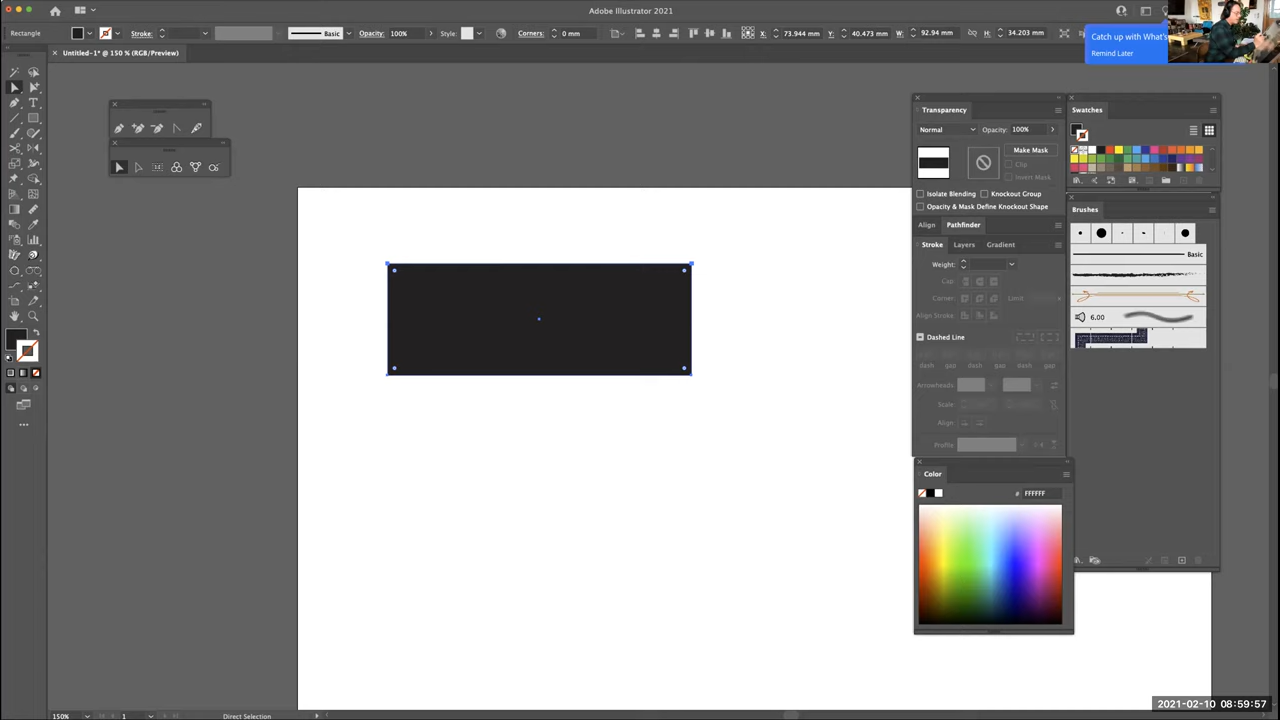 Adobe Illustrator 2021
Rectangle
Stroke:
Basic
Opacity: 100%
Style:
Corners: 0 mm
X: 73.944 mm
Y: 40.473 mm
W: 92.94 mm
H: 34.203 mm
Catch up with What's
Remind Later
Untitled-1* @ 150 % (RGB/Preview)
Transparency
Swatches
Normal
Opacity: 100%
Make Mask
Clip
Invert Mask
Isolate Blending
Knockout Group
Opacity & Mask Define Knockout Shape
Brushes
Align
Pathfinder
Stroke
Layers
Gradient
Basic
Weight:
Cap:
Corner:
Limit
Align Stroke:
6.00
Dashed Line
dash gap dash gap dash gap
Arrowheads:
Scale:
Align:
Profile:
Color
# FFFFFF
150%
1
Direct Selection
2021-02-10 08:59:57